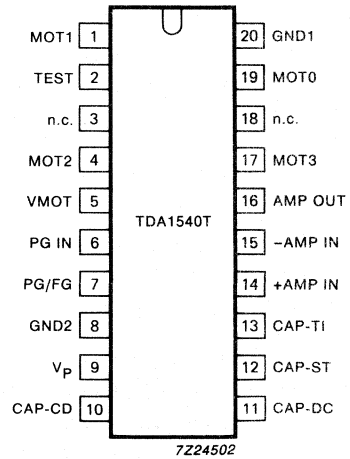 MOT1 1 20 GND1
TEST 2 19 MOT0
n.c. 3 18 n.c.
MOT2 4 17 MOT3
VMOT 5 16 AMP OUT
TDA1540T
PG IN 6 15 −AMP IN
PG/FG 7 14 +AMP IN
GND2 8 13 CAP-TI
VP 9 12 CAP-ST
CAP-CD 10 11 CAP-DC
7Z24502